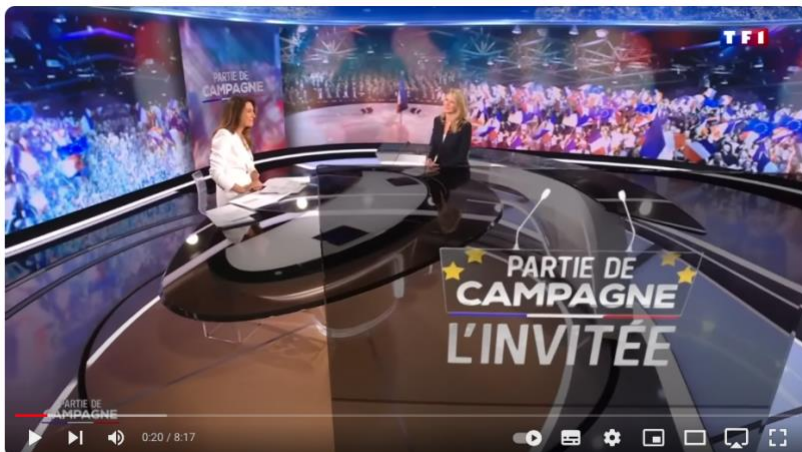 TF1
PARTIE DE
CAMPAGNE
PARTIE DE
CAMPAGNE
L'INVITÉE
PARTIE DE
CAMPAGNE
0:20 / 8:17